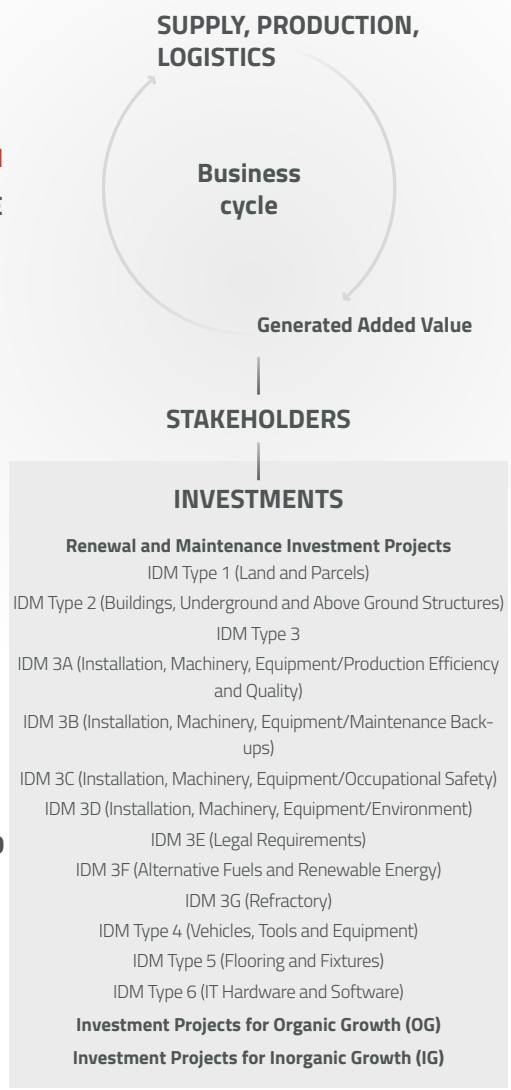 SUPPLY, PRODUCTION,
LOGISTICS
Business
cycle
Generated Added Value
STAKEHOLDERS
INVESTMENTS
Renewal and Maintenance Investment Projects
IDM Type 1 (Land and Parcels)
IDM Type 2 (Buildings, Underground and Above Ground Structures)
IDM Type 3
IDM 3A (Installation, Machinery, Equipment/Production Efficiency
and Quality)
IDM 3B (Installation, Machinery, Equipment/Maintenance Back-
ups)
IDM 3C (Installation, Machinery, Equipment/Occupational Safety)
IDM 3D (Installation, Machinery, Equipment/Environment)
IDM 3E (Legal Requirements)
IDM 3F (Alternative Fuels and Renewable Energy)
IDM 3G (Refractory)
IDM Type 4 (Vehicles, Tools and Equipment)
IDM Type 5 (Flooring and Fixtures)
IDM Type 6 (IT Hardware and Software)
Investment Projects for Organic Growth (OG)
Investment Projects for Inorganic Growth (IG)